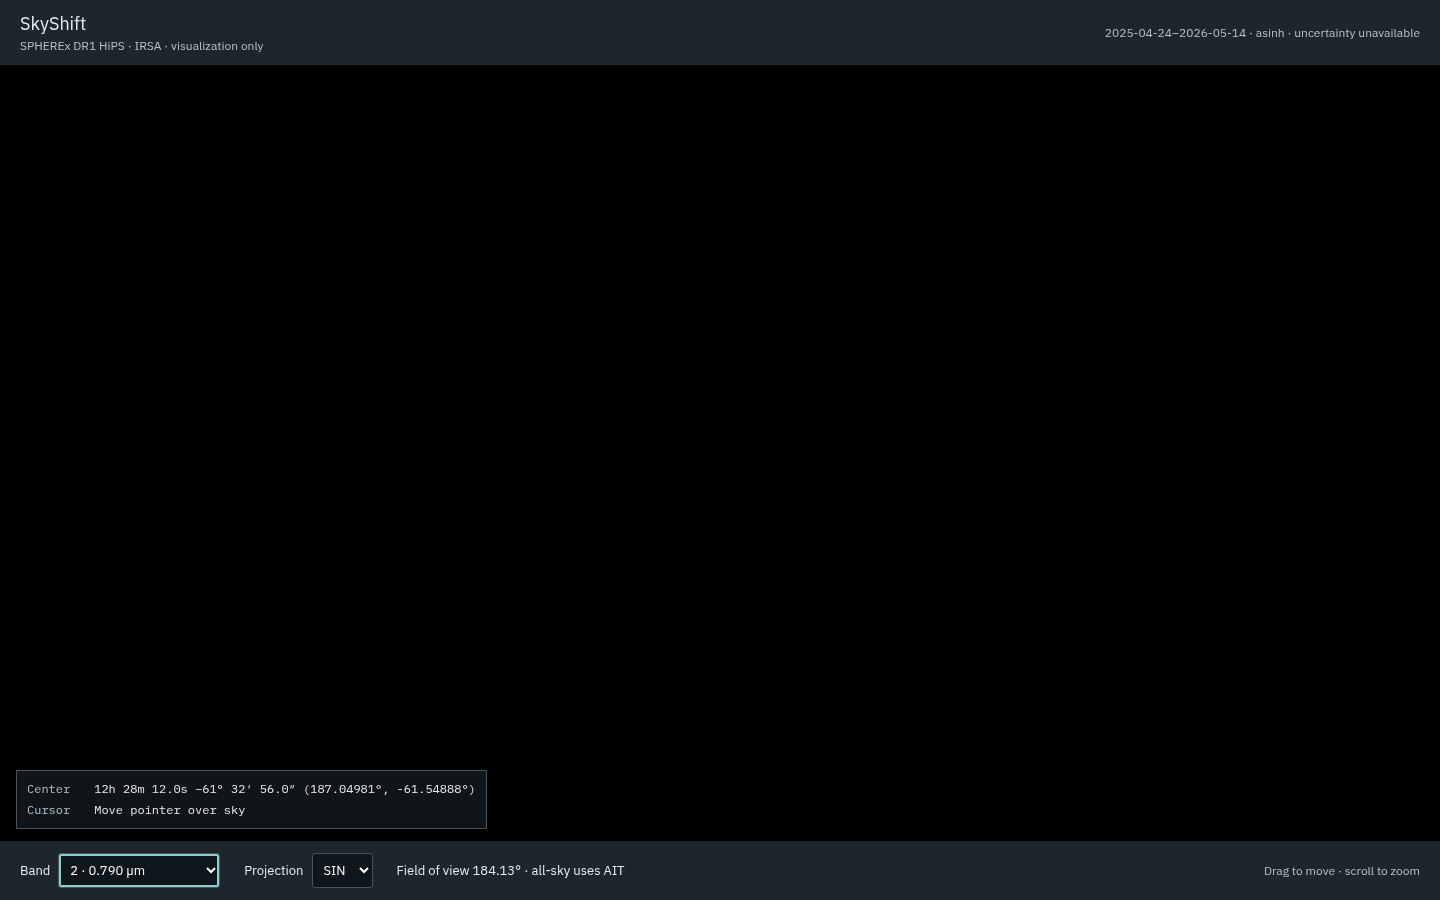 SkyShift
SPHEREx DR1 HiPS · IRSA · visualization only
2025-04-24–2026-05-14 · asinh · uncertainty unavailable
Center 12h 28m 12.0s −61° 32′ 56.0″ (187.04981°, -61.54888°)
Cursor Move pointer over sky
Band 2 · 0.790 µm Projection SIN Field of view 184.13° · all-sky uses AIT Drag to move · scroll to zoom